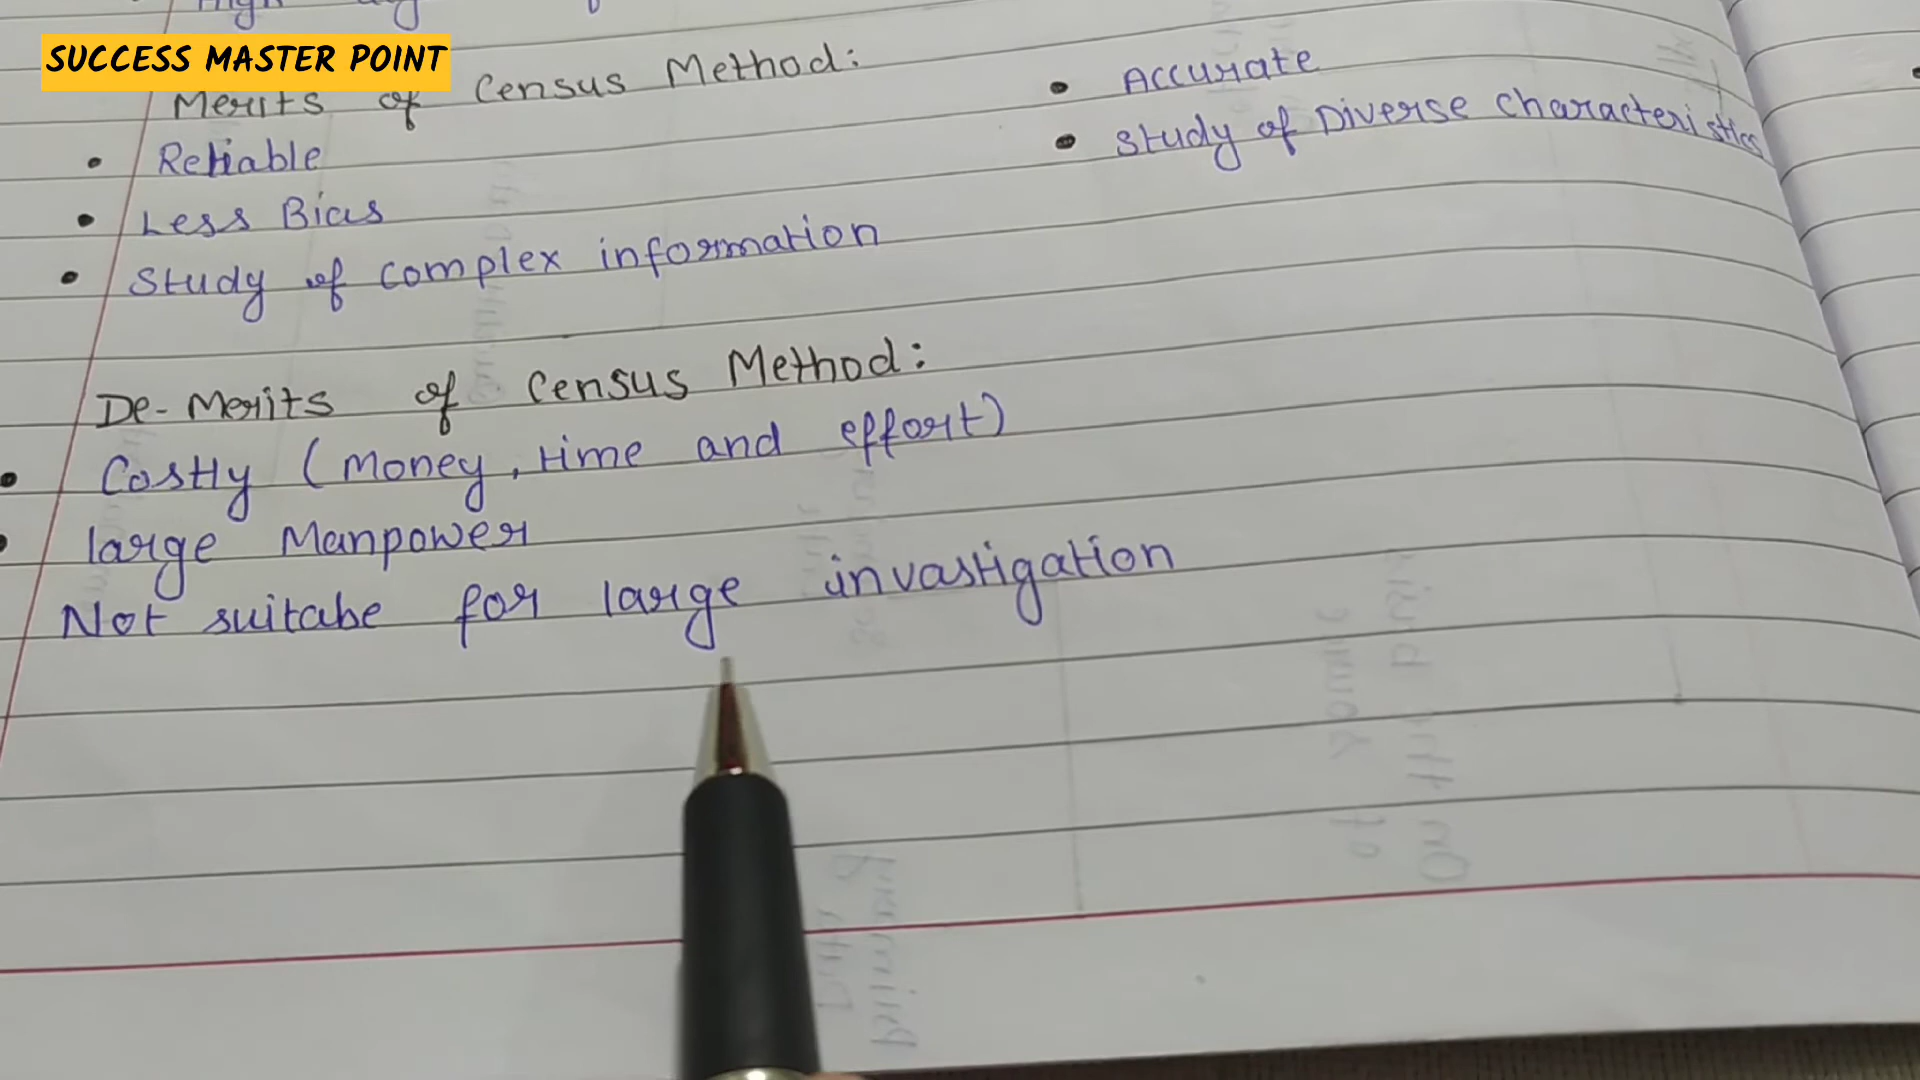 SUCCESS MASTER POINT
Merits of Census Method:
• Reliable
• Less Bias
• Study of complex information
• Accurate
• Study of Diverse characteristics
De-Merits of Census Method:
• Costly (Money, time and effort)
• large Manpower
Not suitabe for large invastigation